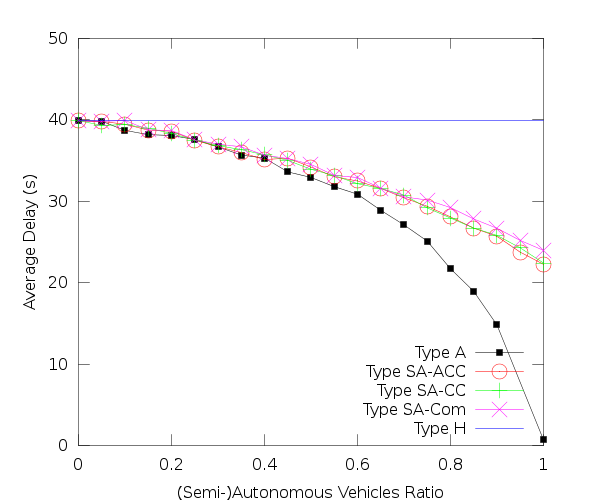 50
40
30
20
10
0
Average Delay (s)
Type A
Type SA-ACC
Type SA-CC
Type SA-Com
Type H
0 0.2 0.4 0.6 0.8 1
(Semi-)Autonomous Vehicles Ratio